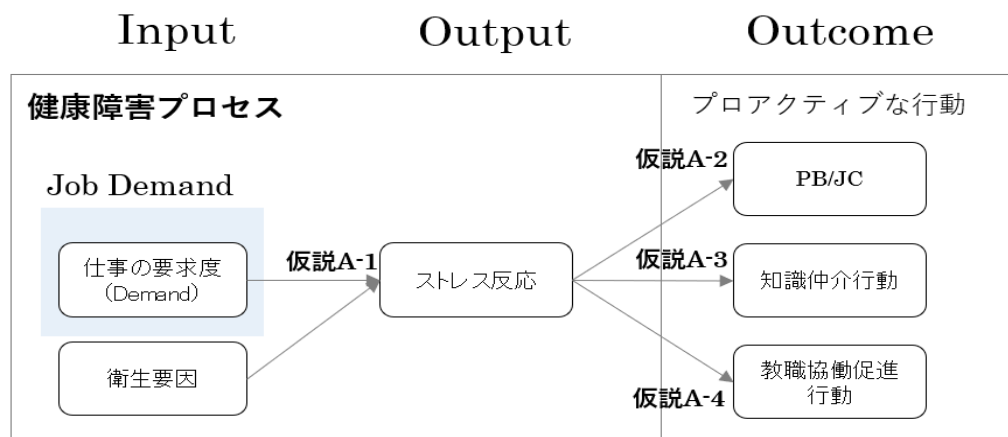 Input
Output
Outcome
健康障害プロセス
プロアクティブな行動
Job Demand
仕事の要求度
(Demand)
衛生要因
仮説A-1
ストレス反応
仮説A-2
PB/JC
仮説A-3
知識仲介行動
仮説A-4
教職協働促進
行動